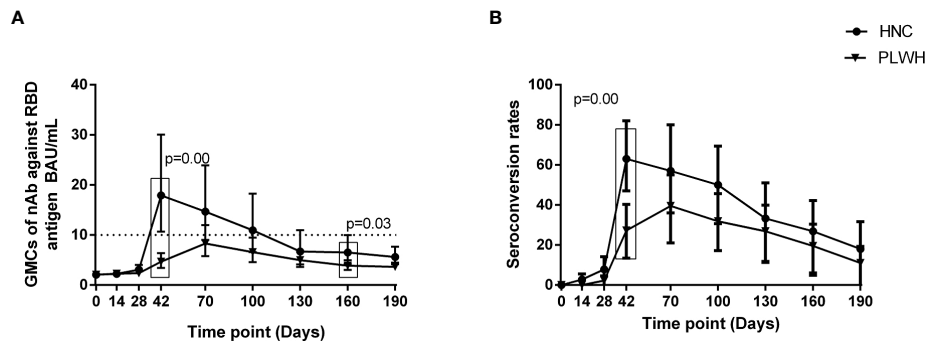 A
GMCs of nAb against RBD
antigen BAU/mL
40
30
20
10
0
p=0.00
p=0.03
0 14 28 42 70 100 130 160 190
Time point (Days)
B
HNC
PLWH
Seroconversion rates
100
80
60
40
20
0
p=0.00
0 14 28 42 70 100 130 160 190
Time point (Days)